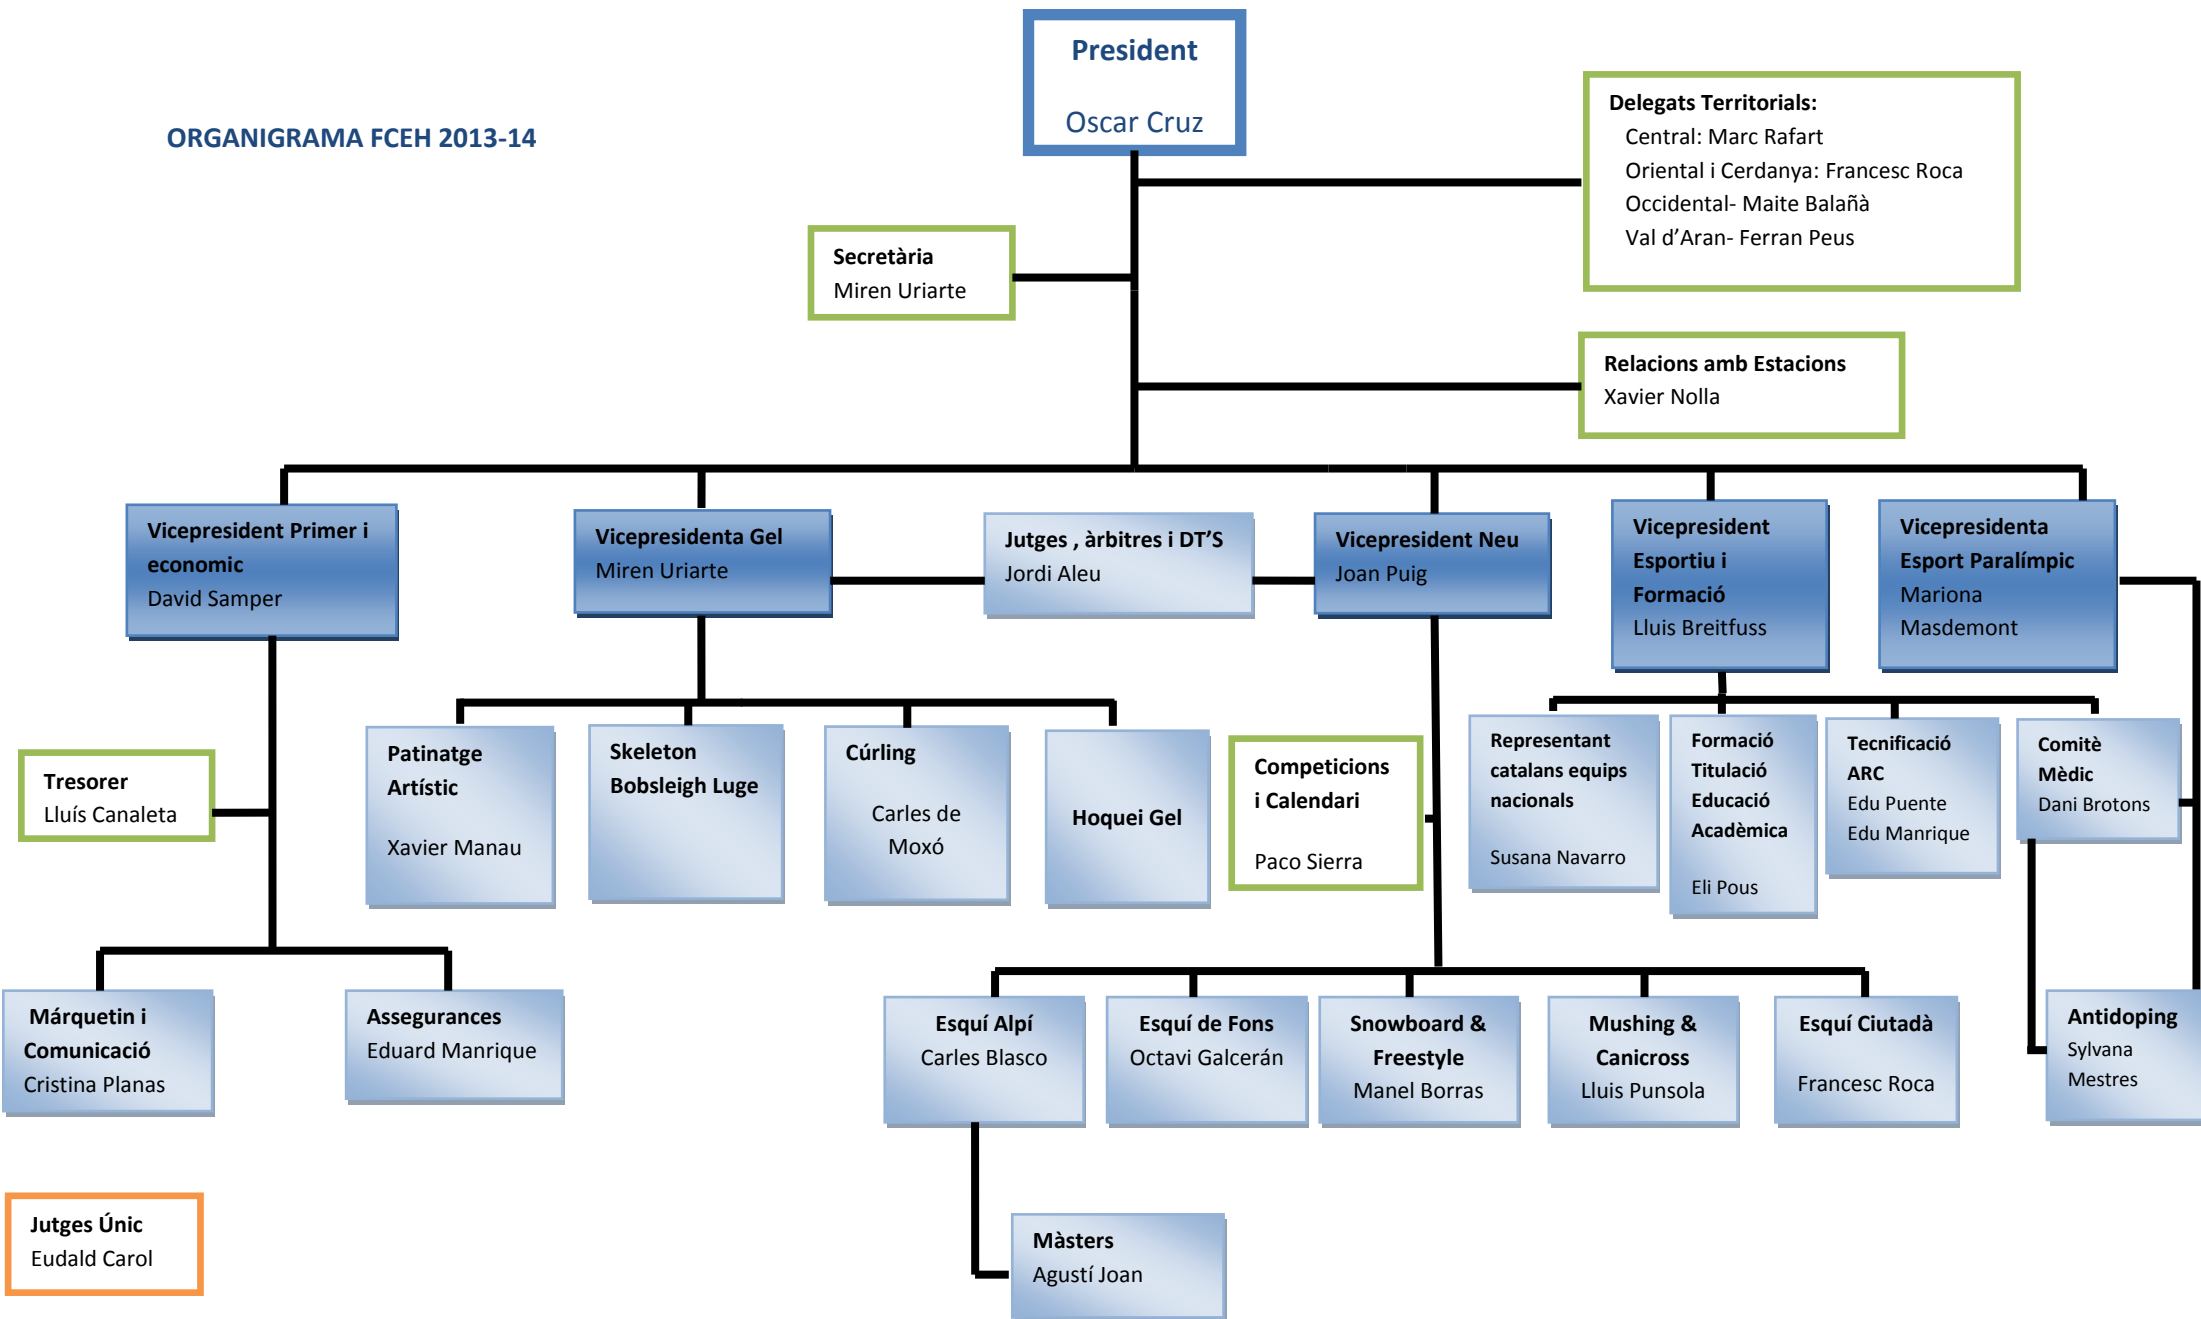 President
Oscar Cruz
ORGANIGRAMA FCEH 2013-14
Delegats Territorials:
Central: Marc Rafart
Oriental i Cerdanya: Francesc Roca
Occidental- Maite Balañà
Val d’Aran- Ferran Peus
Secretària
Miren Uriarte
Relacions amb Estacions
Xavier Nolla
Vicepresident Primer i
economic
David Samper
Vicepresidenta Gel
Miren Uriarte
Jutges , àrbitres i DT’S
Jordi Aleu
Vicepresident Neu
Joan Puig
Vicepresident
Esportiu i
Formació
Lluis Breitfuss
Vicepresidenta
Esport Paralímpic
Mariona
Masdemont
Tresorer
Lluís Canaleta
Patinatge
Artístic
Xavier Manau
Skeleton
Bobsleigh Luge
Cúrling
Carles de
Moxó
Hoquei Gel
Competicions
i Calendari
Paco Sierra
Representant
catalans equips
nacionals
Susana Navarro
Formació
Titulació
Educació
Acadèmica
Eli Pous
Tecnificació
ARC
Edu Puente
Edu Manrique
Comitè
Mèdic
Dani Brotons
Márquetin i
Comunicació
Cristina Planas
Assegurances
Eduard Manrique
Esquí Alpí
Carles Blasco
Esquí de Fons
Octavi Galcerán
Snowboard &
Freestyle
Manel Borras
Mushing &
Canicross
Lluis Punsola
Esquí Ciutadà
Francesc Roca
Antidoping
Sylvana
Mestres
Jutges Únic
Eudald Carol
Màsters
Agustí Joan